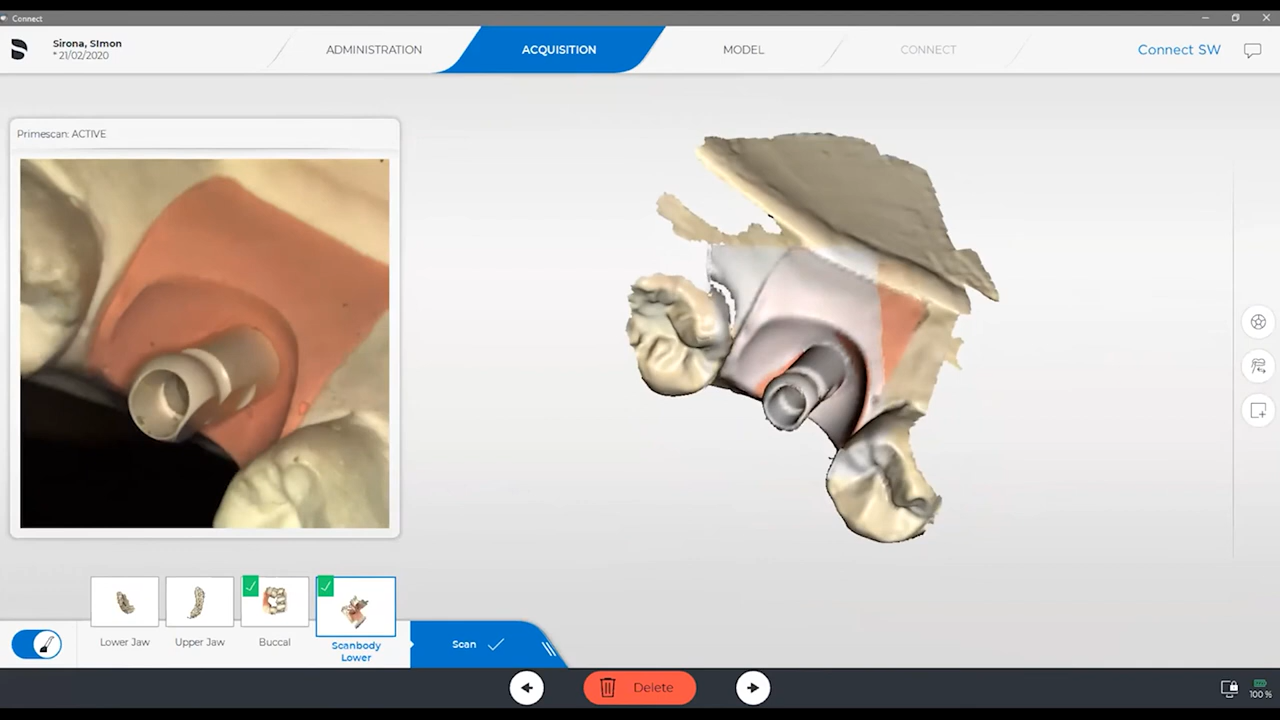 Connect
Sirona, SImon
* 21/02/2020
ADMINISTRATION
ACQUISITION
MODEL
CONNECT
Connect SW
Primescan: ACTIVE
Lower Jaw
Upper Jaw
Buccal
Scanbody
Lower
Scan
Delete
100 %